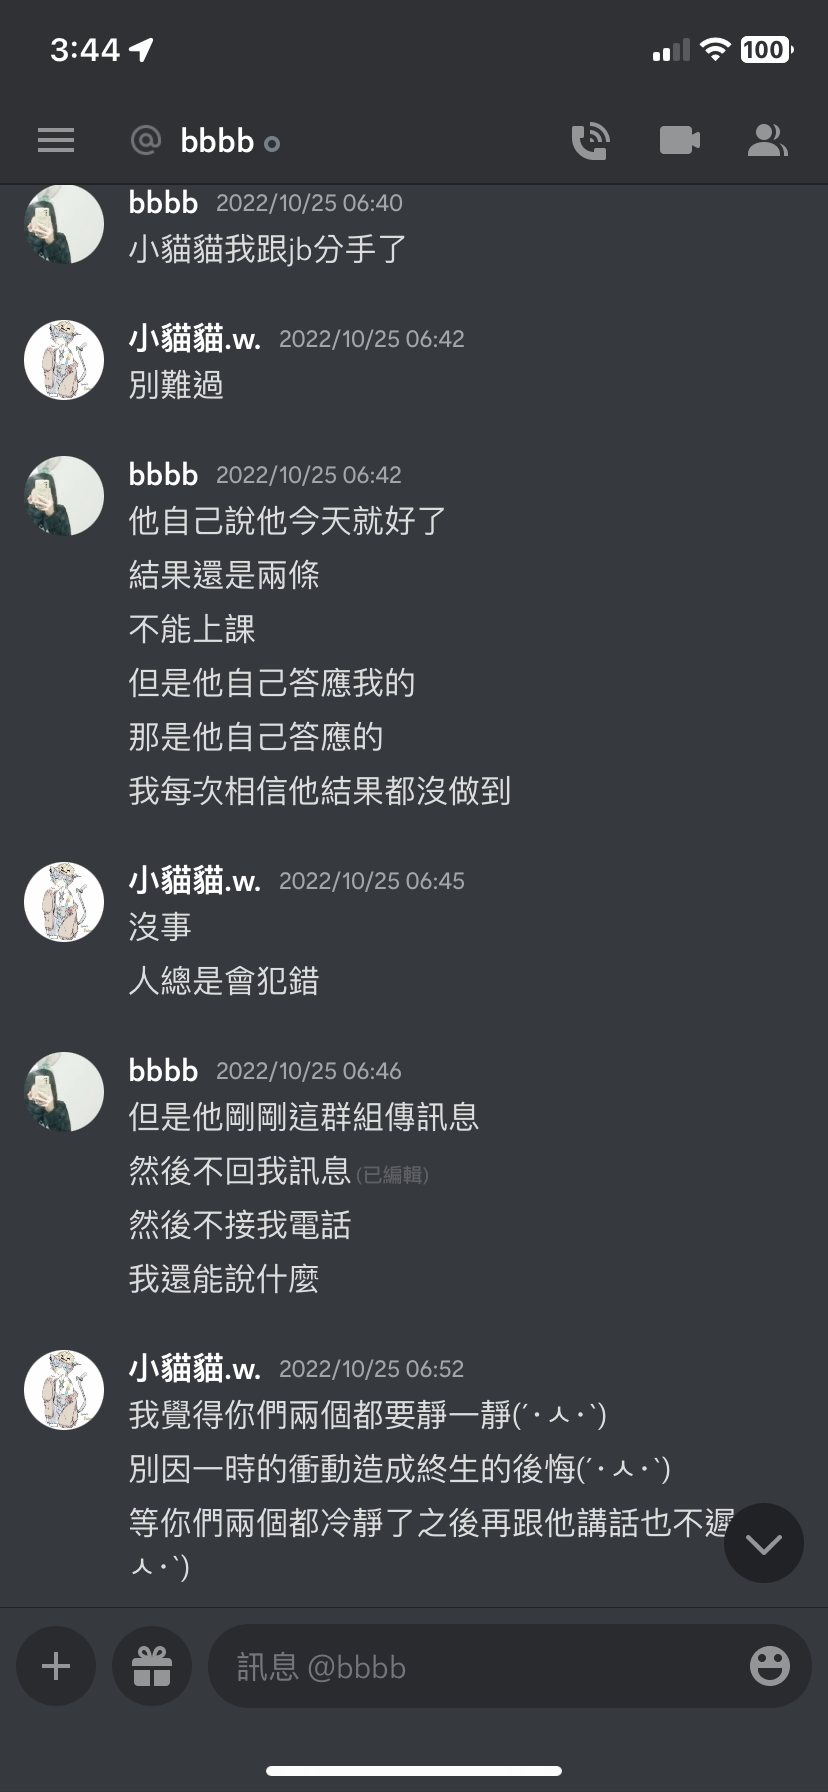 3:44
100
@ bbbb
bbbb 2022/10/25 06:40
小貓貓我跟jb分手了
小貓貓.w. 2022/10/25 06:42
別難過
bbbb 2022/10/25 06:42
他自己說他今天就好了
結果還是兩條
不能上課
但是他自己答應我的
那是他自己答應的
我每次相信他結果都沒做到
小貓貓.w. 2022/10/25 06:45
沒事
人總是會犯錯
bbbb 2022/10/25 06:46
但是他剛剛這群組傳訊息
然後不回我訊息 (已編輯)
然後不接我電話
我還能說什麼
小貓貓.w. 2022/10/25 06:52
我覺得你們兩個都要靜一靜(´･ㅅ･`)
別因一時的衝動造成終生的後悔(´･ㅅ･`)
等你們兩個都冷靜了之後再跟他講話也不遲
ㅅ･`)
訊息 @bbbb